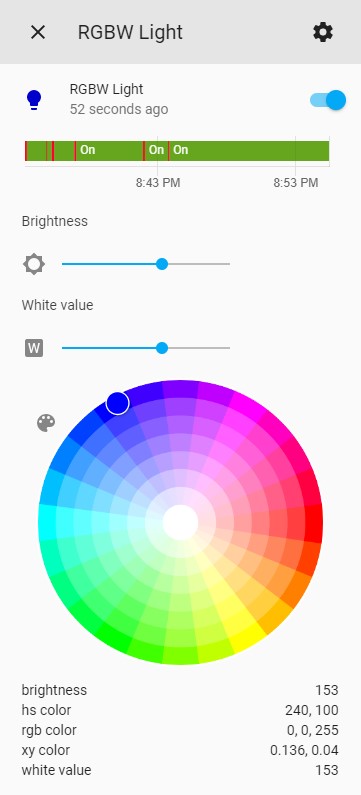 RGBW Light
RGBW Light
52 seconds ago
On On On
8:43 PM 8:53 PM
Brightness
White value
W
brightness 153
hs color 240, 100
rgb color 0, 0, 255
xy color 0.136, 0.04
white value 153